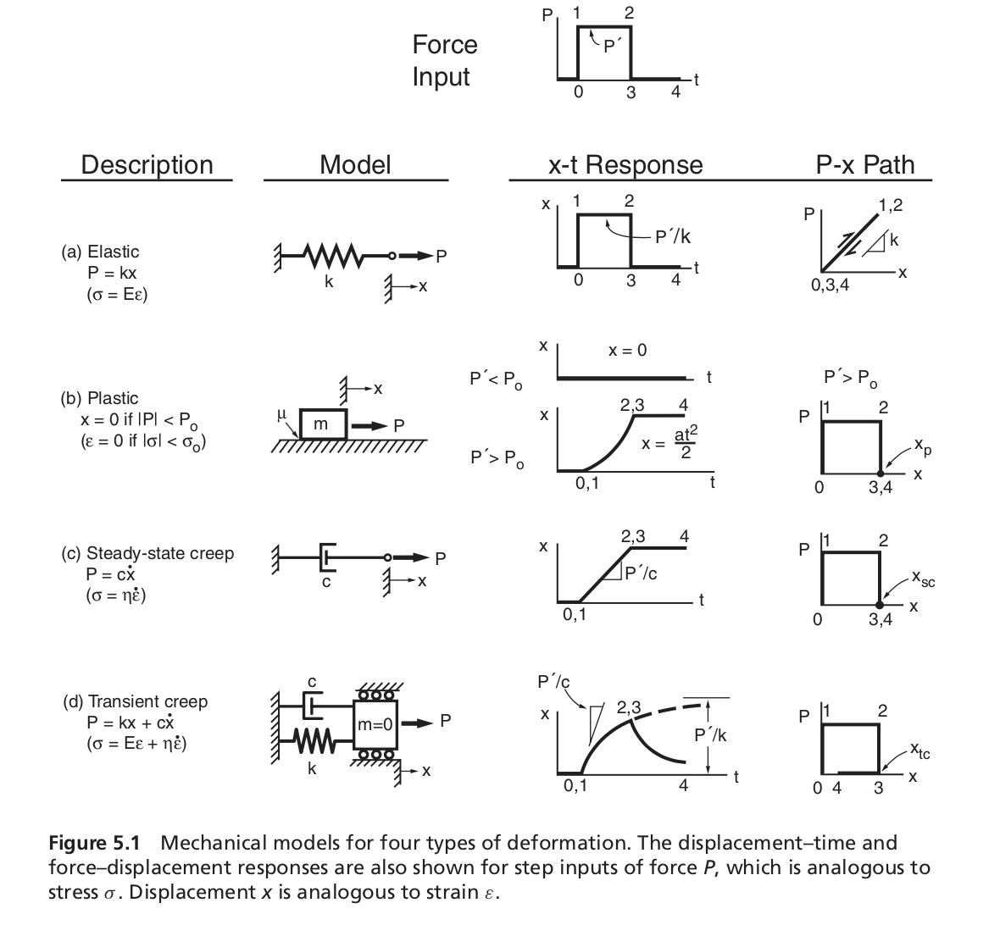 P 1 2
Force
Input
P´
t
0 3 4
Description Model x-t Response P-x Path
x 1 2
P´/k
t
0 3 4
(a) Elastic
P = kx
(σ = Eε)
P
k
x
P 1,2
k
x
0,3,4
x x = 0
P´< Pₒ t
(b) Plastic
x = 0 if |P| < Pₒ
(ε = 0 if |σ| < σₒ)
x
μ
m
P
x 2,3 4
x = at²/2
P´> Pₒ
0,1 t
P´> Pₒ
P 1 2
xₚ
x
0 3,4
(c) Steady-state creep
P = cẋ
(σ = ηε̇)
P
c
x
x 2,3 4
P´/c
t
0,1
P 1 2
x_sc
x
0 3,4
(d) Transient creep
P = kx + cẋ
(σ = Eε + ηε̇)
c
m=0
P
k
x
P´/c
x 2,3
P´/k
t
0,1 4
P 1 2
x_tc
x
0 4 3
Figure 5.1 Mechanical models for four types of deformation. The displacement–time and
force–displacement responses are also shown for step inputs of force P, which is analogous to
stress σ. Displacement x is analogous to strain ε.